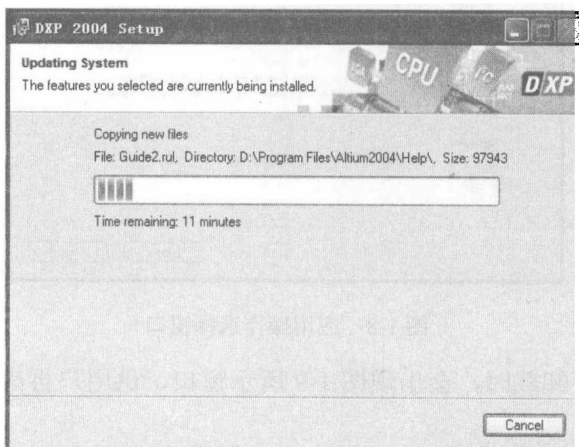 DXP 2004 Setup
Updating System
The features you selected are currently being installed.
CPU
DXP
Copying new files
File: Guide2.rul, Directory: D:\Program Files\Altium2004\Help\, Size: 97943
Time remaining: 11 minutes
Cancel